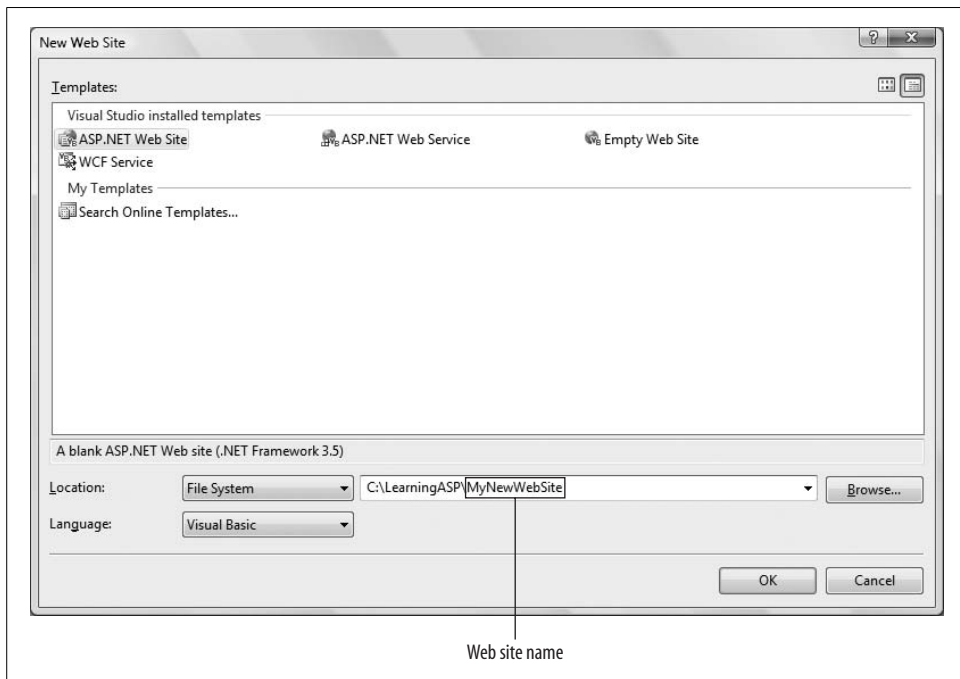 New Web Site
Templates:
Visual Studio installed templates
ASP.NET Web Site
ASP.NET Web Service
Empty Web Site
WCF Service
My Templates
Search Online Templates...
A blank ASP.NET Web site (.NET Framework 3.5)
Location:
File System
C:\LearningASP\MyNewWebSite
Browse...
Language:
Visual Basic
OK
Cancel
Web site name